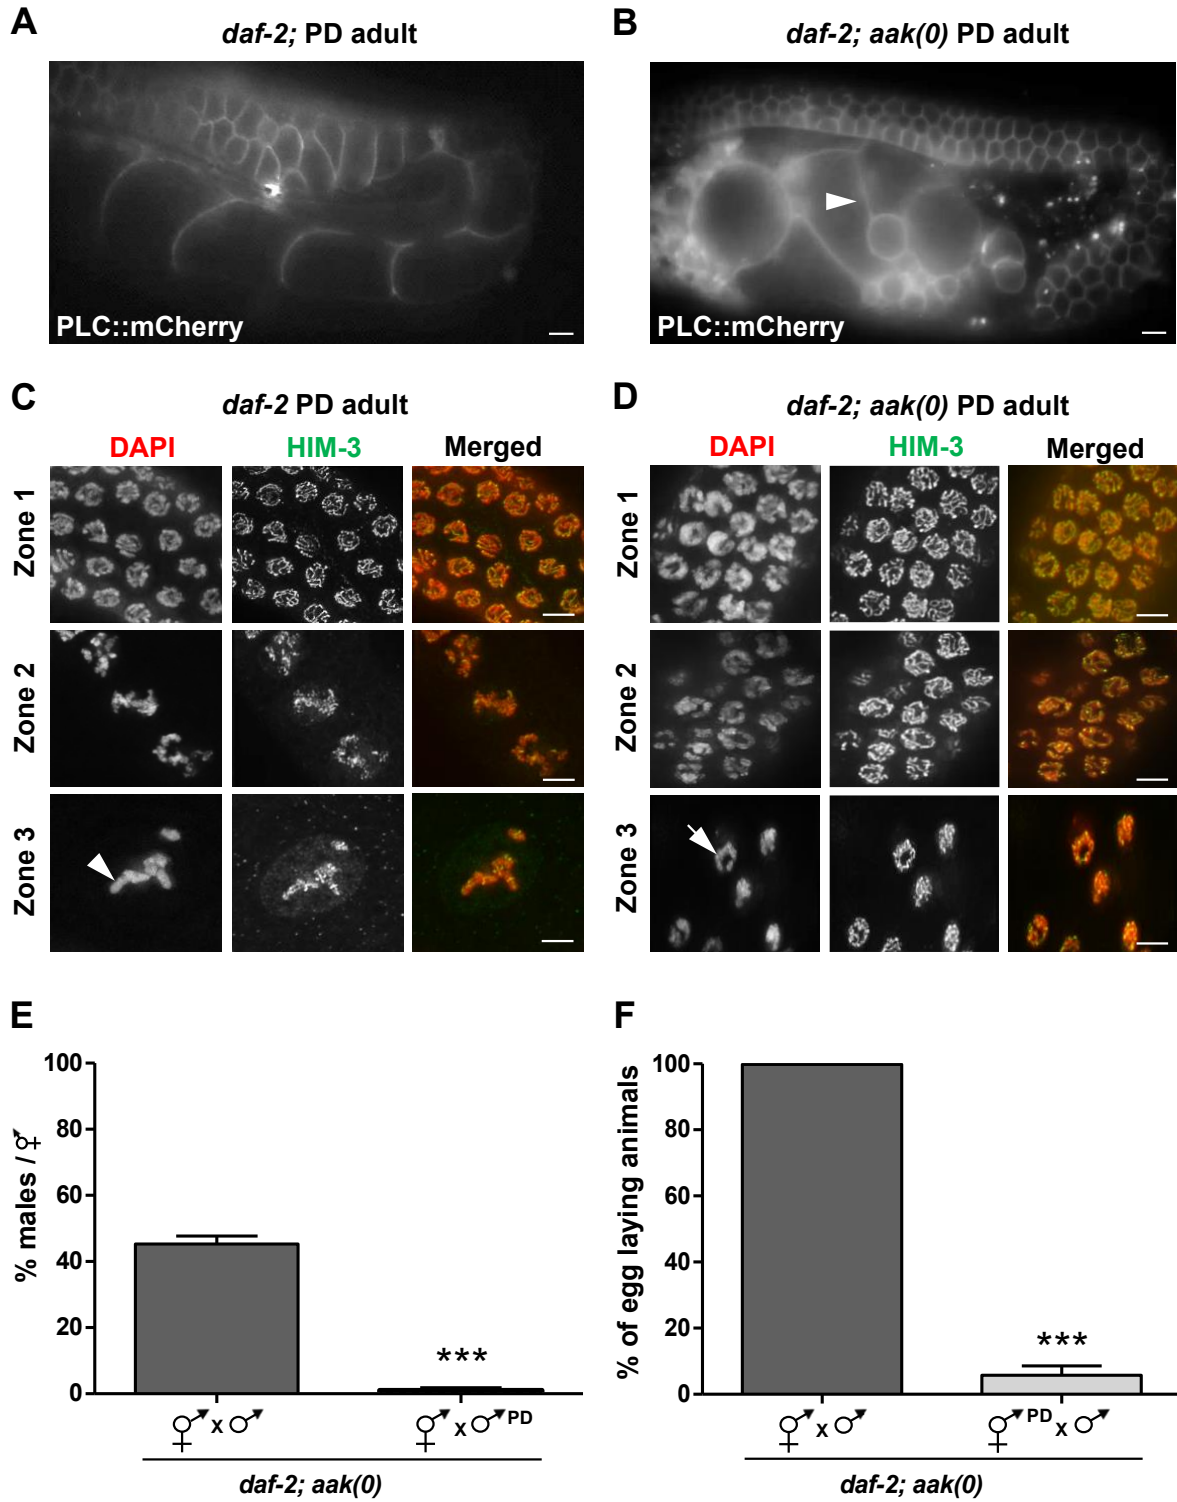 A
daf-2; PD adult
PLC::mCherry
B
daf-2; aak(0) PD adult
PLC::mCherry
C
daf-2 PD adult
DAPI HIM-3 Merged
Zone 1
Zone 2
Zone 3
D
daf-2; aak(0) PD adult
DAPI HIM-3 Merged
Zone 1
Zone 2
Zone 3
E
% males / ⚥
100
80
60
40
20
0
***
x
x PD
daf-2; aak(0)
F
% of egg laying animals
100
80
60
40
20
0
***
x
PD x
daf-2; aak(0)